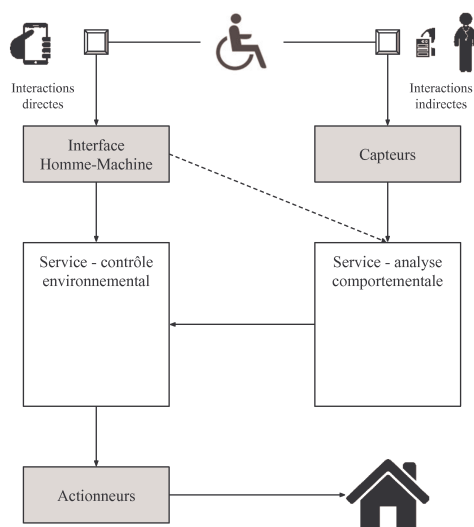 Interactions
directes
Interactions
indirectes
Interface
Homme-Machine
Capteurs
Service - contrôle
environnemental
Service - analyse
comportementale
Actionneurs